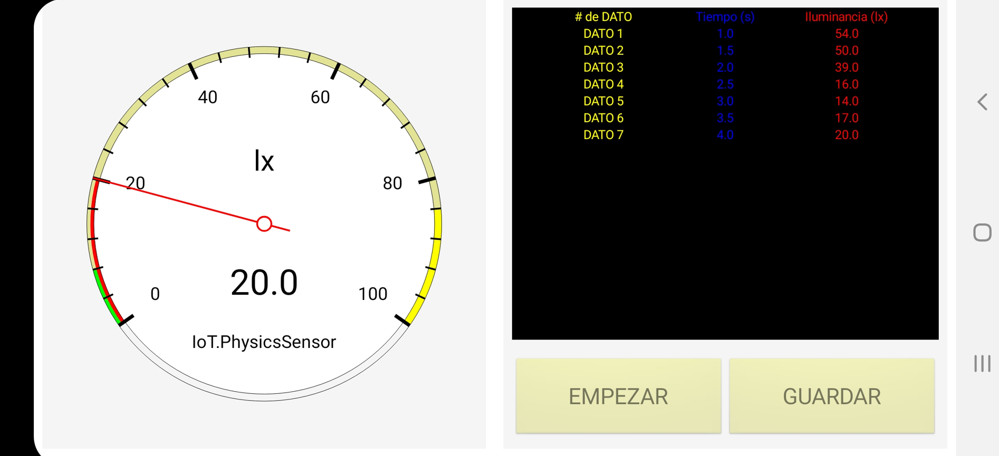 40 60
lx
20 80
20.0
0 100
IoT.PhysicsSensor
# de DATO Tiempo (s) Iluminancia (lx)
DATO 1 1.0 54.0
DATO 2 1.5 50.0
DATO 3 2.0 39.0
DATO 4 2.5 16.0
DATO 5 3.0 14.0
DATO 6 3.5 17.0
DATO 7 4.0 20.0
EMPEZAR GUARDAR